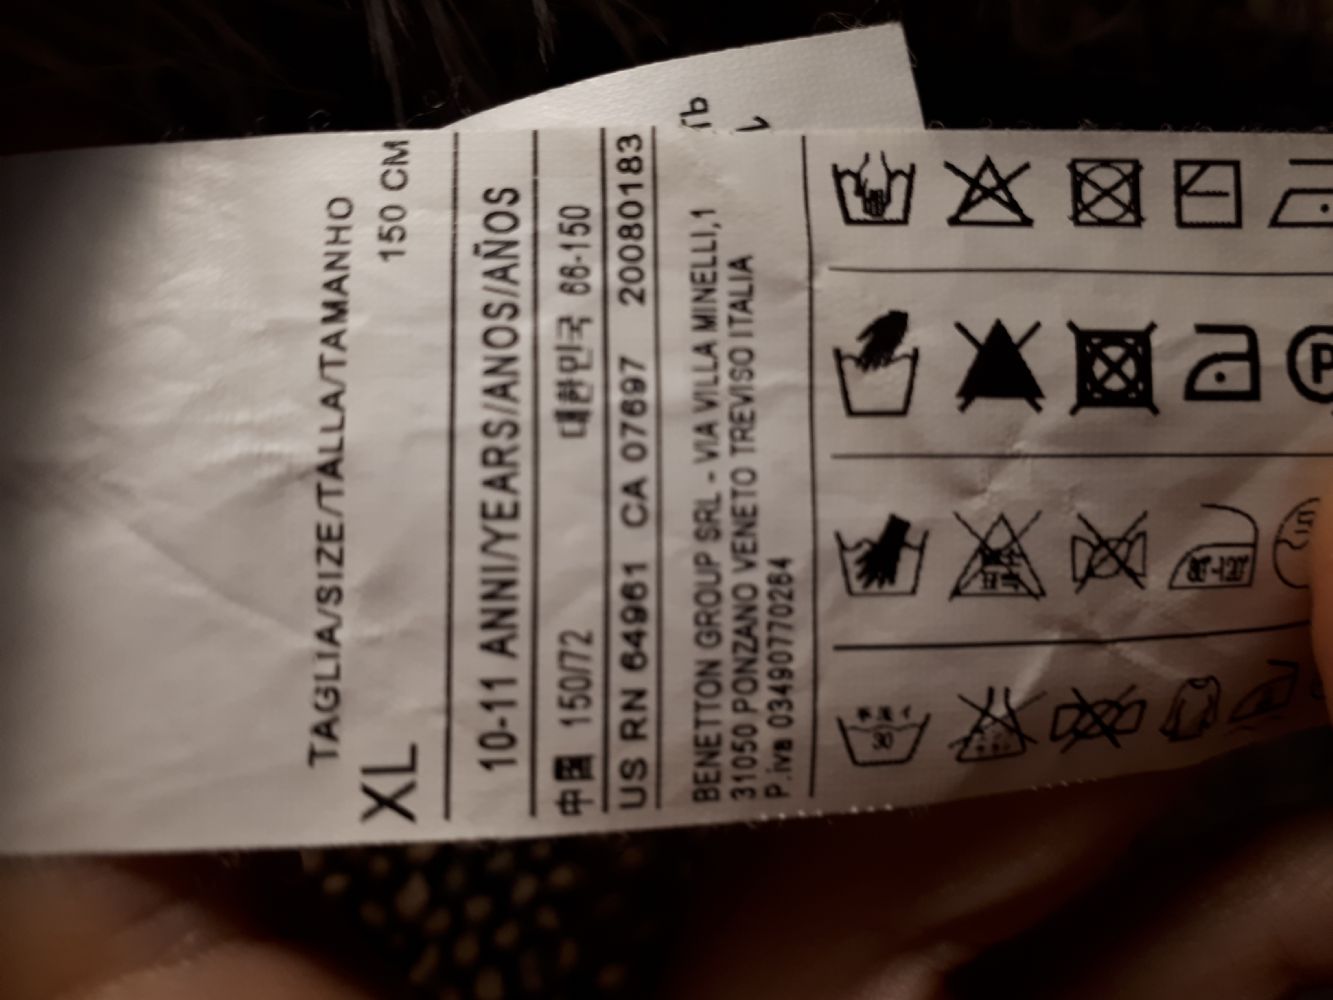 TAGLIA/SIZE/TALLA/TAMANHO
XL 150 CM
10-11 ANNI/YEARS/ANOS/AÑOS
中国 150/72 대한민국 66-150
US RN 64961 CA 07697 20080183
BENETTON GROUP SRL - VIA VILLA MINELLI,1
31050 PONZANO VENETO TREVISO ITALIA
P.iva 03490770264
P